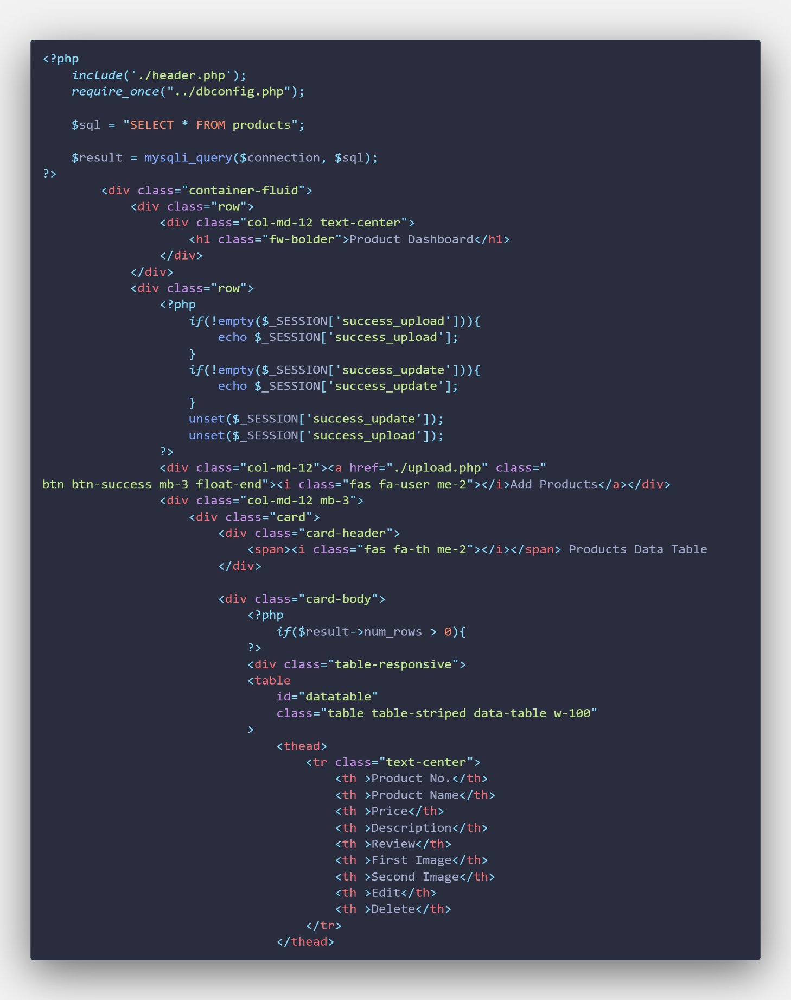 <?php
    include('./header.php');
    require_once("../dbconfig.php");

    $sql = "SELECT * FROM products";

    $result = mysqli_query($connection, $sql);
?>
        <div class="container-fluid">
            <div class="row">
                <div class="col-md-12 text-center">
                    <h1 class="fw-bolder">Product Dashboard</h1>
                </div>
            </div>
            <div class="row">
                <?php
                    if(!empty($_SESSION['success_upload'])){
                        echo $_SESSION['success_upload'];
                    }
                    if(!empty($_SESSION['success_update'])){
                        echo $_SESSION['success_update'];
                    }
                    unset($_SESSION['success_update']);
                    unset($_SESSION['success_upload']);
                ?>
                <div class="col-md-12"><a href="./upload.php" class="
btn btn-success mb-3 float-end"><i class="fas fa-user me-2"></i>Add Products</a></div>
                <div class="col-md-12 mb-3">
                    <div class="card">
                        <div class="card-header">
                            <span><i class="fas fa-th me-2"></i></span> Products Data Table
                        </div>

                        <div class="card-body">
                            <?php
                                if($result->num_rows > 0){
                            ?>
                            <div class="table-responsive">
                            <table
                                id="datatable"
                                class="table table-striped data-table w-100"
                            >
                                <thead>
                                    <tr class="text-center">
                                        <th >Product No.</th>
                                        <th >Product Name</th>
                                        <th >Price</th>
                                        <th >Description</th>
                                        <th >Review</th>
                                        <th >First Image</th>
                                        <th >Second Image</th>
                                        <th >Edit</th>
                                        <th >Delete</th>
                                    </tr>
                                </thead>